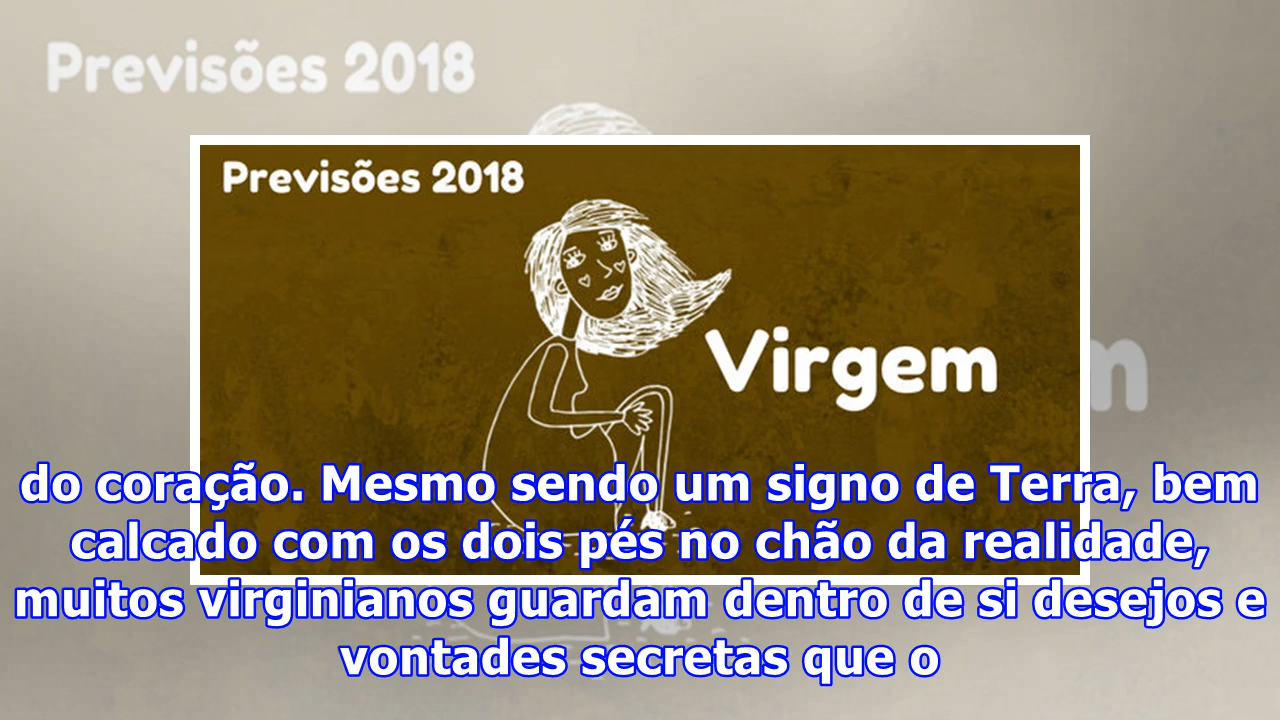 Previsões 2018
Previsões 2018
Virgem
m
do coração. Mesmo sendo um signo de Terra, bem
calcado com os dois pés no chão da realidade,
muitos virginianos guardam dentro de si desejos e
vontades secretas que o